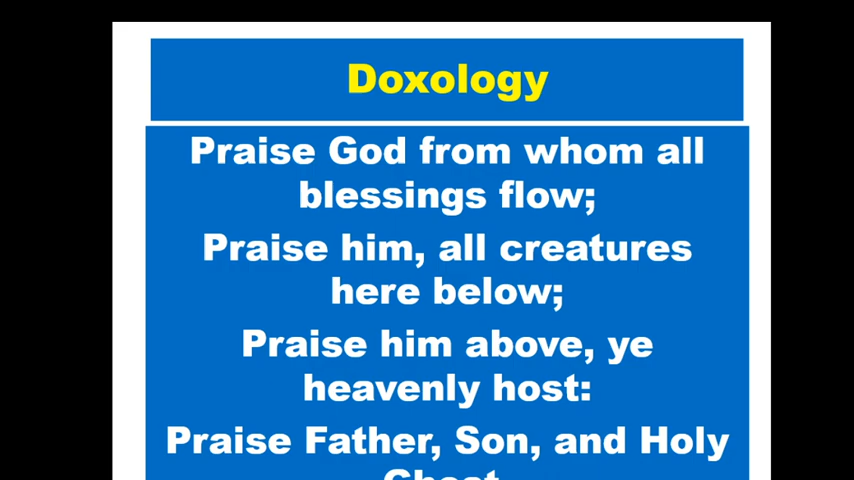 Doxology
Praise God from whom all
blessings flow;
Praise him, all creatures
here below;
Praise him above, ye
heavenly host:
Praise Father, Son, and Holy
Ghost